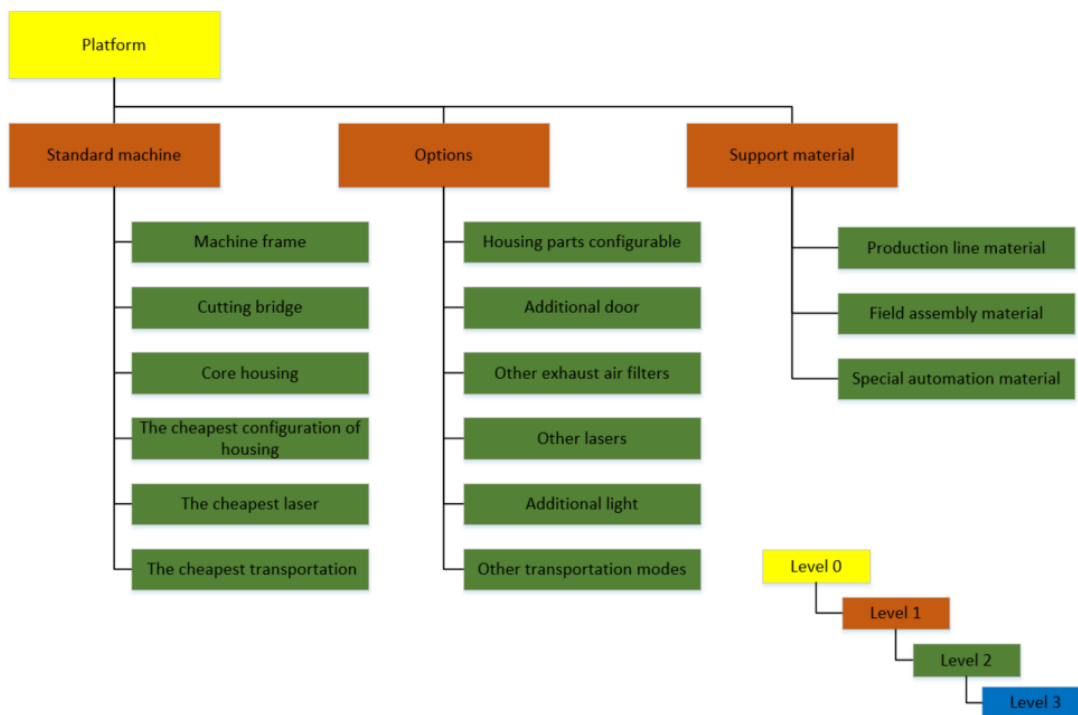 Platform
Standard machine
Options
Support material
Machine frame
Cutting bridge
Core housing
The cheapest configuration of
housing
The cheapest laser
The cheapest transportation
Housing parts configurable
Additional door
Other exhaust air filters
Other lasers
Additional light
Other transportation modes
Production line material
Field assembly material
Special automation material
Level 0
Level 1
Level 2
Level 3